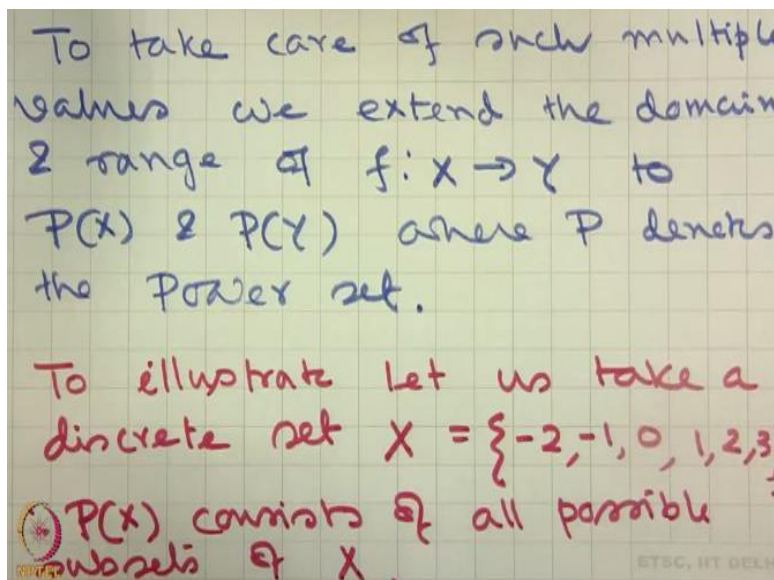 To take care of such multiple
values we extend the domain
& range of f: X → Y to
P(X) & P(Y) where P denotes
the Power set.
To illustrate Let us take a
discrete set X = {-2, -1, 0, 1, 2, 3
P(X) consists of all possible
subsets of X.
NPTEL
ETSC, IIT DELHI